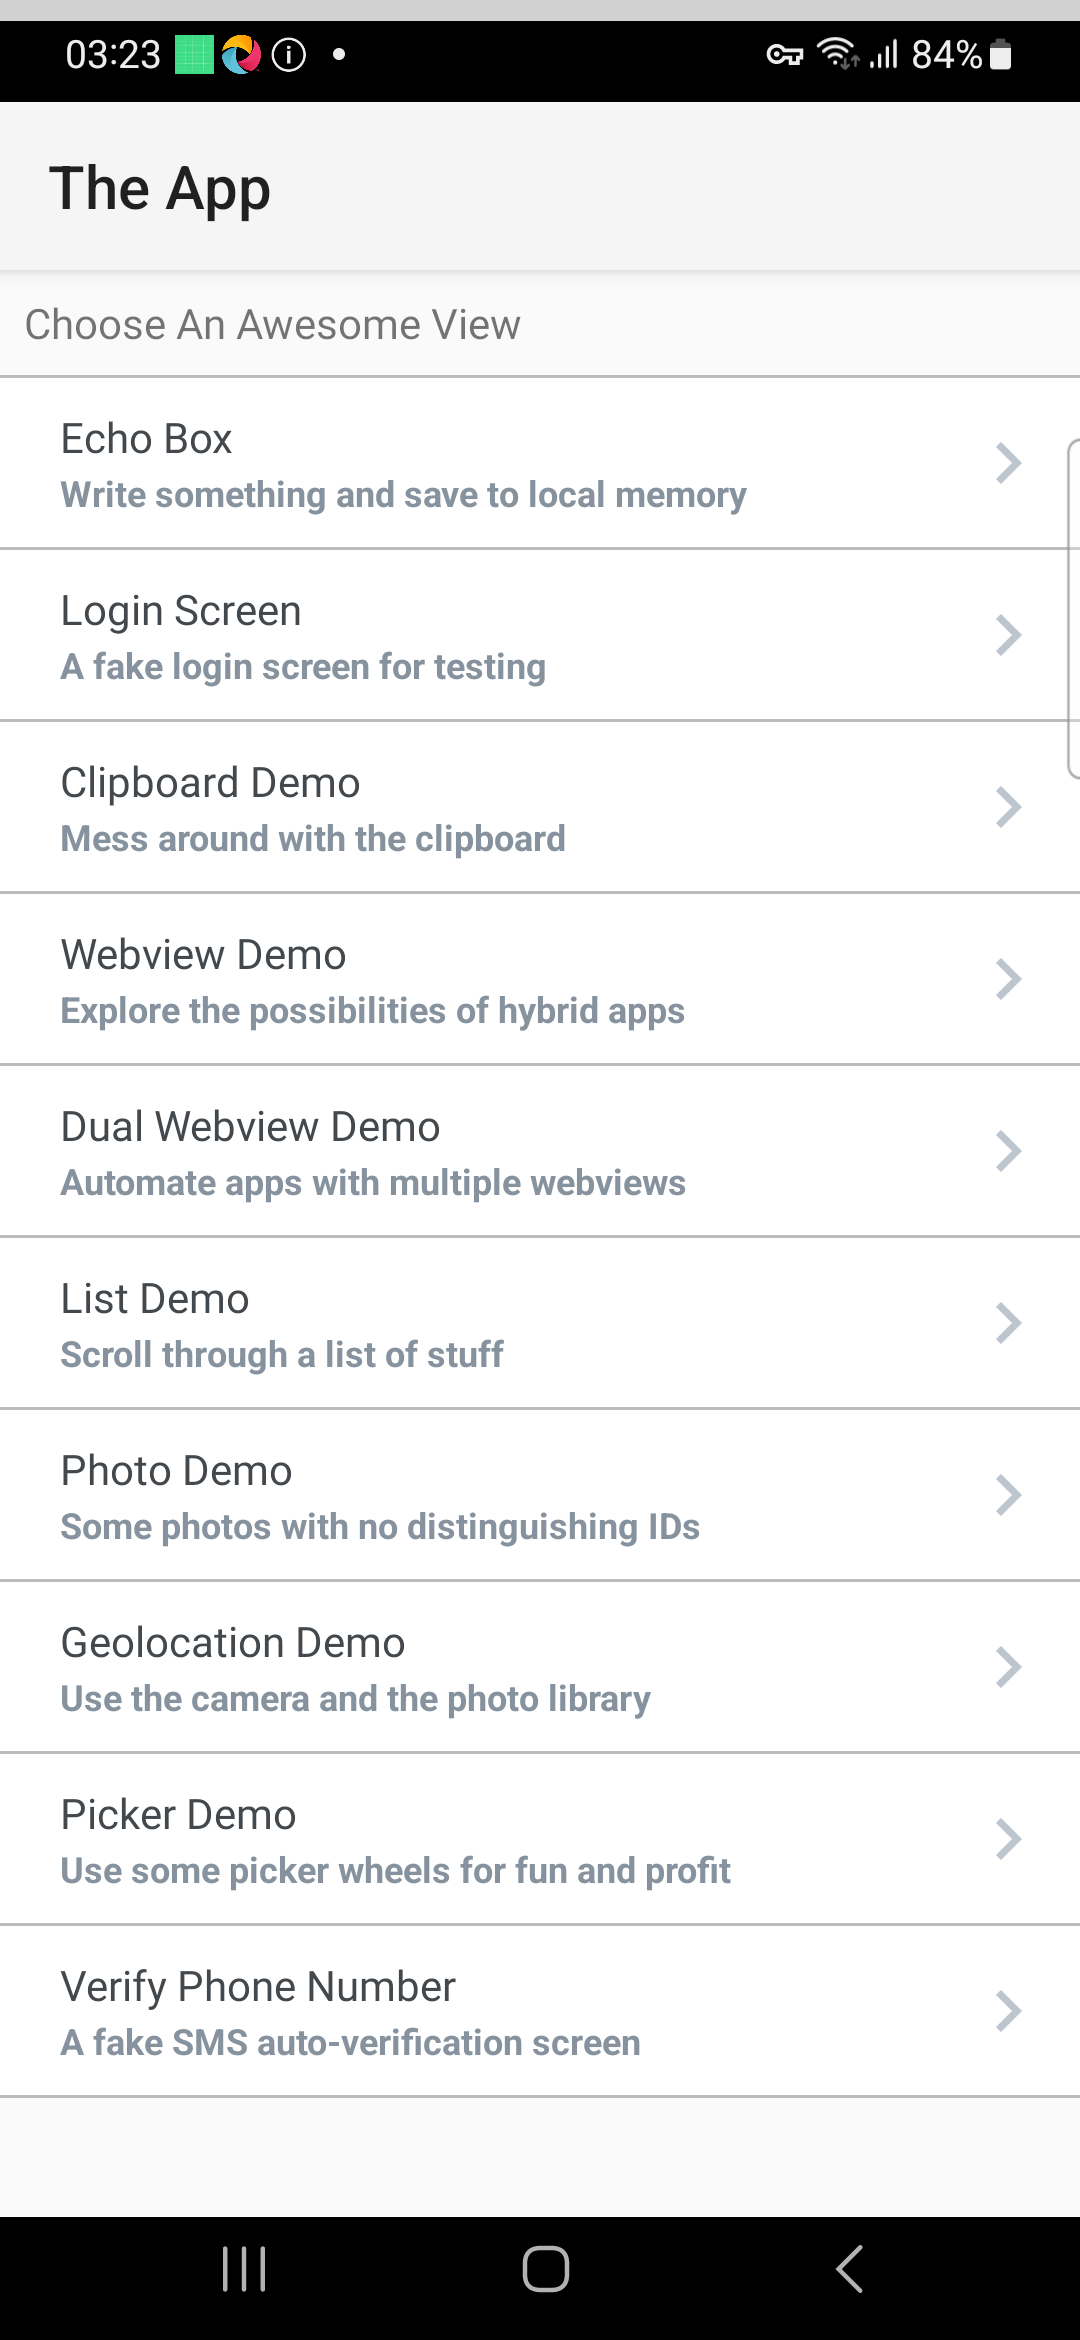 03:23
84%
The App
Choose An Awesome View
Echo Box
Write something and save to local memory
Login Screen
A fake login screen for testing
Clipboard Demo
Mess around with the clipboard
Webview Demo
Explore the possibilities of hybrid apps
Dual Webview Demo
Automate apps with multiple webviews
List Demo
Scroll through a list of stuff
Photo Demo
Some photos with no distinguishing IDs
Geolocation Demo
Use the camera and the photo library
Picker Demo
Use some picker wheels for fun and profit
Verify Phone Number
A fake SMS auto-verification screen